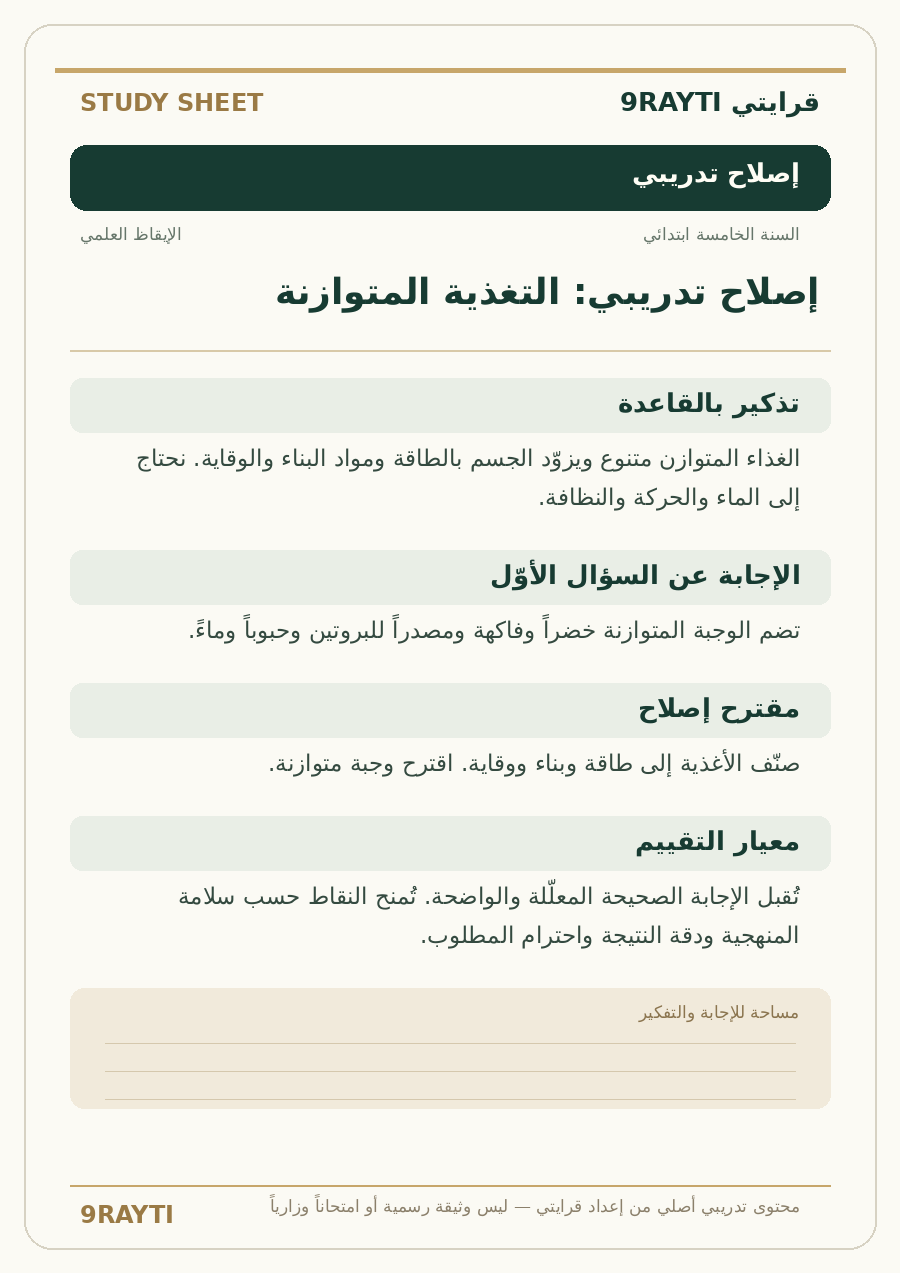 قرايتي 9RAYTI
STUDY SHEET
إصلاح تدريبي
السنة الخامسة ابتدائي
الإيقاظ العلمي
إصلاح تدريبي: التغذية المتوازنة
تذكير بالقاعدة
الغذاء المتوازن متنوع ويزوّد الجسم بالطاقة ومواد البناء والوقاية. نحتاج
إلى الماء والحركة والنظافة.
الإجابة عن السؤال الأوّل
تضم الوجبة المتوازنة خضراً وفاكهة ومصدراً للبروتين وحبوباً وماءً.
مقترح إصلاح
صنّف الأغذية إلى طاقة وبناء ووقاية. اقترح وجبة متوازنة.
معيار التقييم
تُقبل الإجابة الصحيحة المعلّلة والواضحة. تُمنح النقاط حسب سلامة
المنهجية ودقة النتيجة واحترام المطلوب.
مساحة للإجابة والتفكير
محتوى تدريبي أصلي من إعداد قرايتي — ليس وثيقة رسمية أو امتحاناً وزارياً
9RAYTI